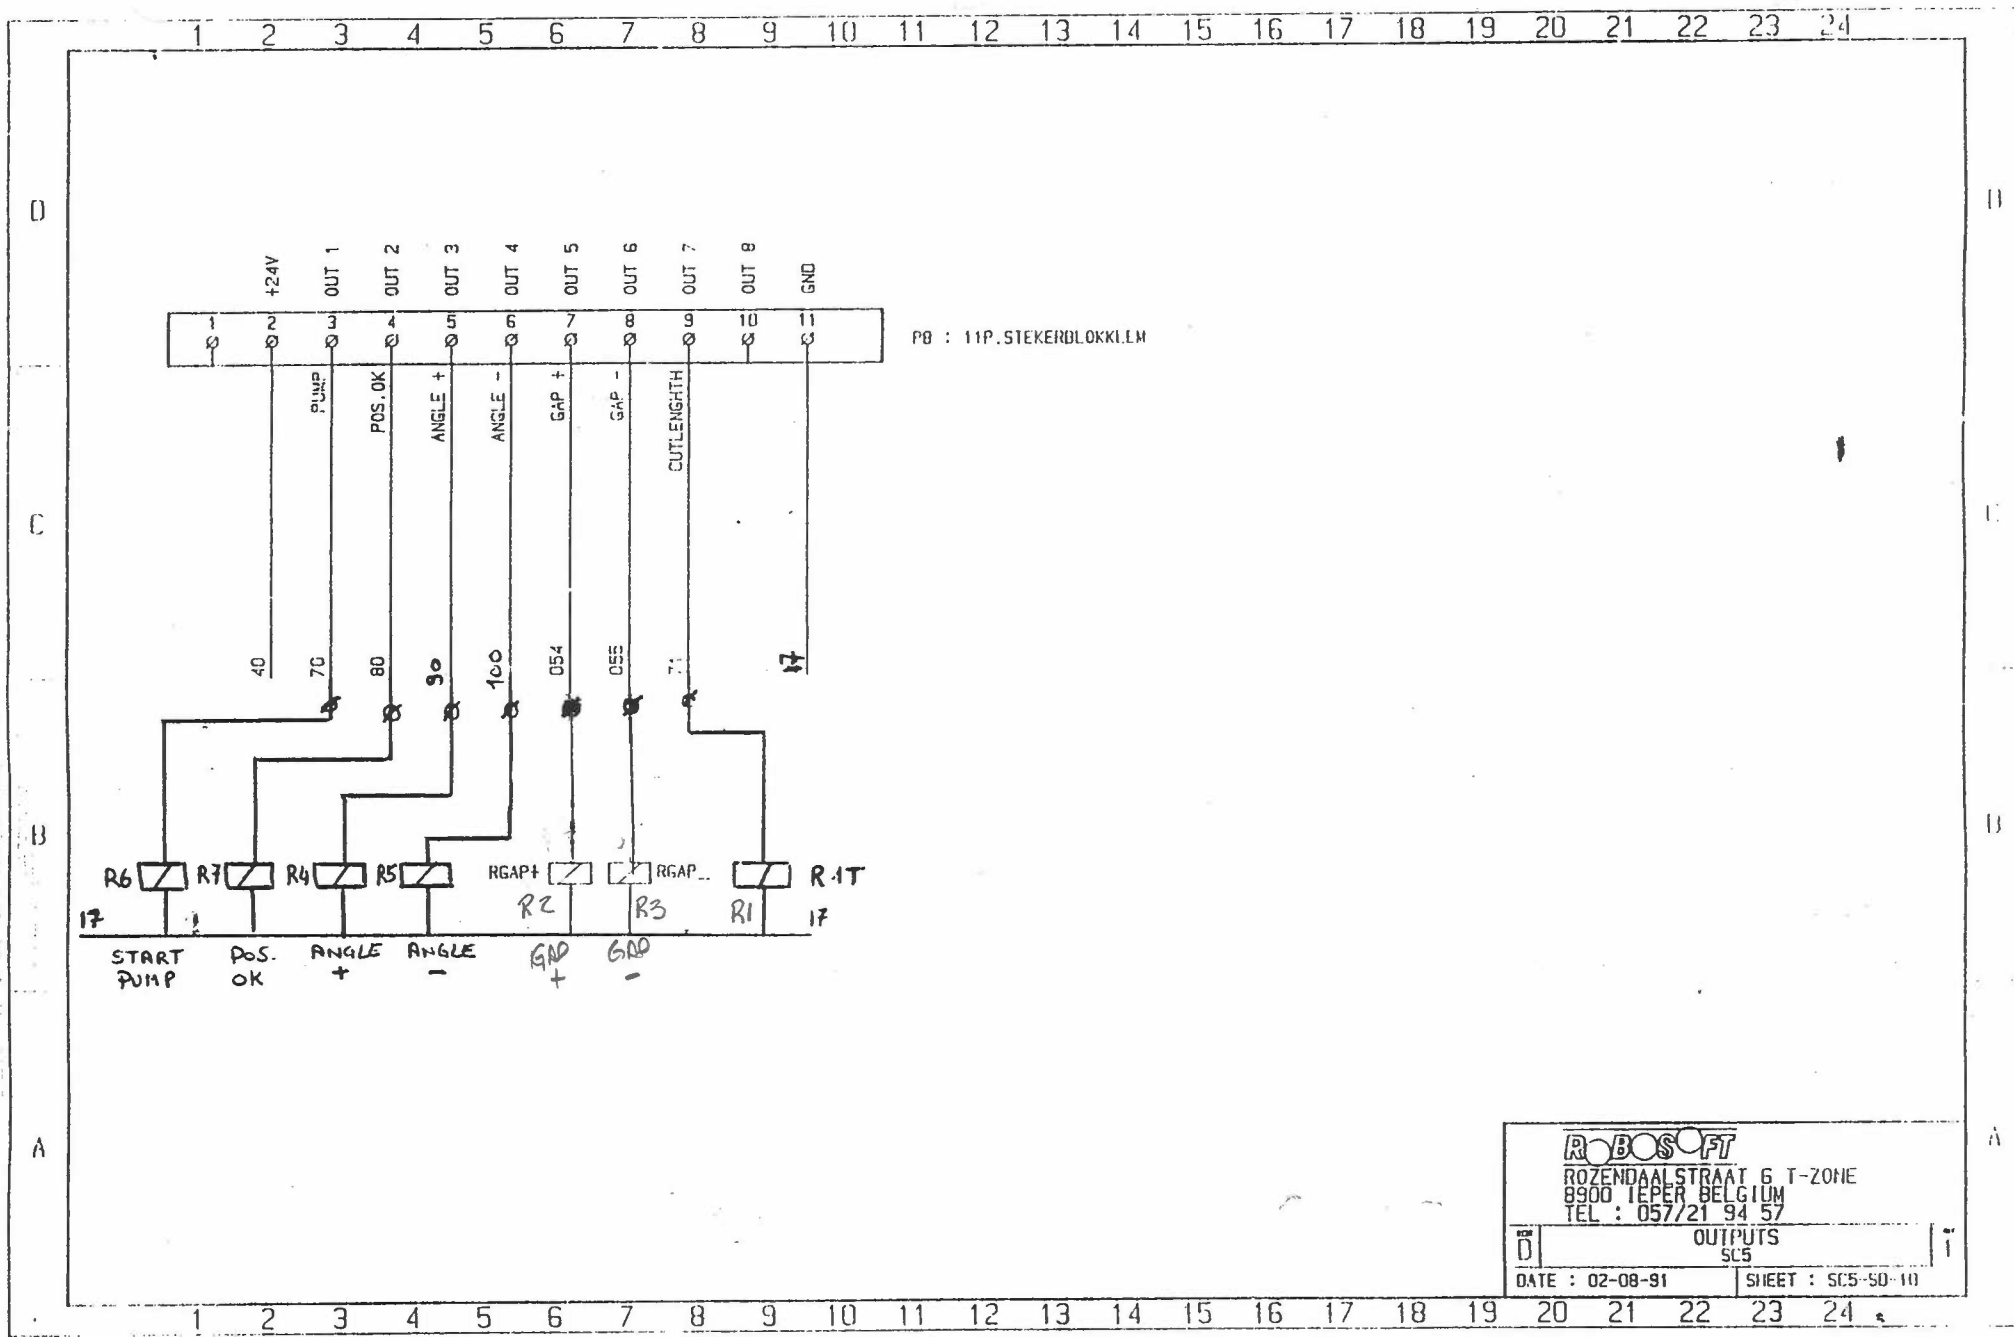 1 2 3 4 5 6 7 8 9 10 11 12 13 14 15 16 17 18 19 20 21 22 23 24
D
+24V OUT 1 OUT 2 OUT 3 OUT 4 OUT 5 OUT 6 OUT 7 OUT 8 GND
1 2 3 4 5 6 7 8 9 10 11
P8 : 11P.STEKERBLOKKLEM
PUMP POS.OK ANGLE + ANGLE - GAP + GAP - CUTLENGHTH
C
40 70 80 90 100 054 055 71 17
B B
R6 R7 R4 R5 RGAP+ RGAP- R1T
R2 R3 R1
17 17
START PUMP
POS. OK
ANGLE +
ANGLE -
GAP +
GAP -
A A
ROBOSOFT
ROZENDAALSTRAAT 6 T-ZONE
8900 IEPER BELGIUM
TEL : 057/21 94 57
D OUTPUTS 1
SC5
DATE : 02-08-91 SHEET : SC5-SO-10
1 2 3 4 5 6 7 8 9 10 11 12 13 14 15 16 17 18 19 20 21 22 23 24